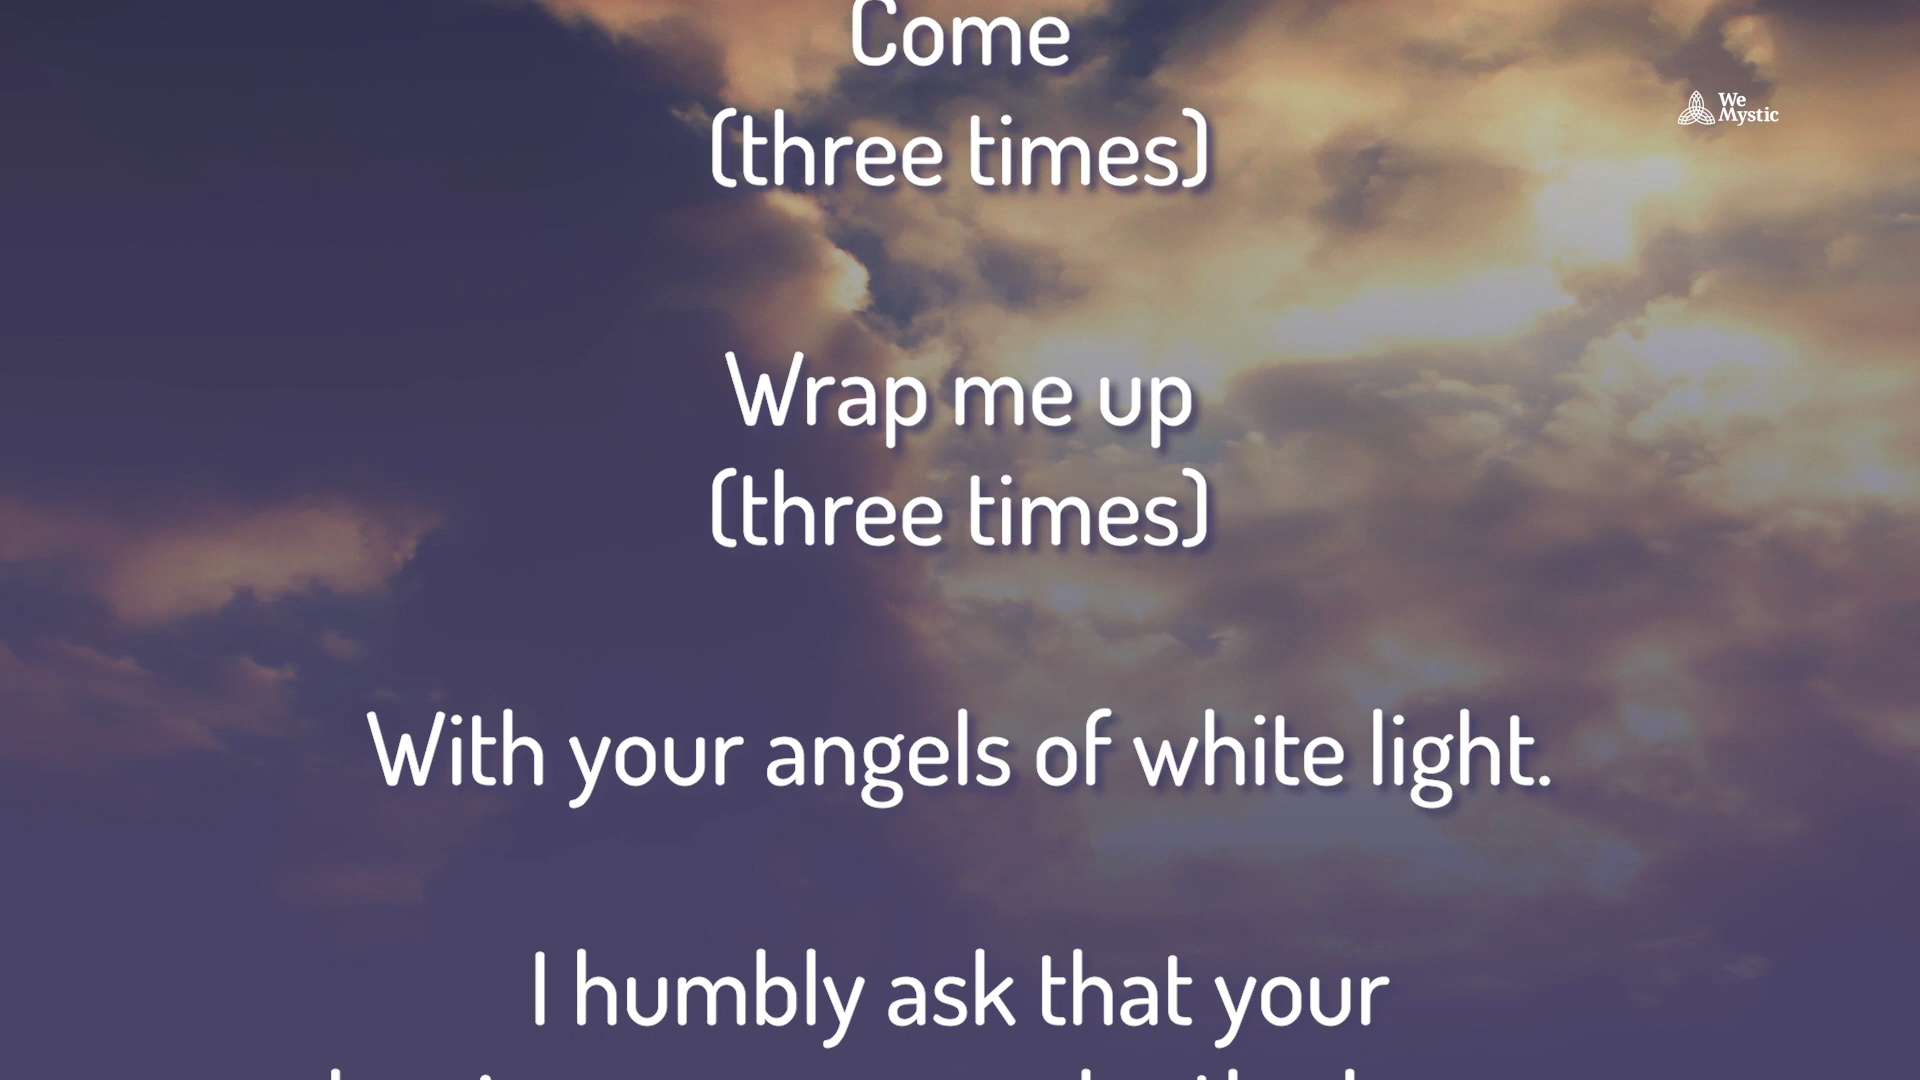 Come
We
Mystic
(three times)
Wrap me up
(three times)
With your angels of white light.
I humbly ask that your